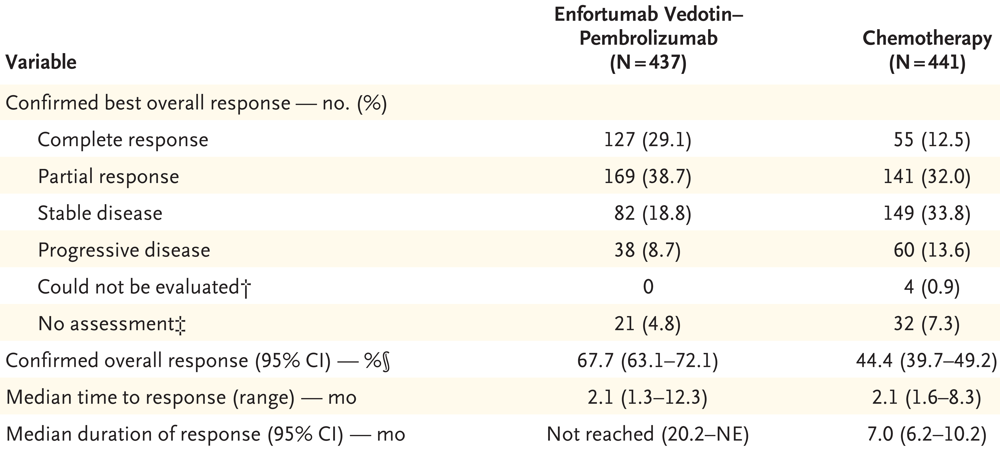 Variable Enfortumab Vedotin–
Pembrolizumab
(N=437) Chemotherapy
(N=441)
Confirmed best overall response — no. (%)
Complete response 127 (29.1) 55 (12.5)
Partial response 169 (38.7) 141 (32.0)
Stable disease 82 (18.8) 149 (33.8)
Progressive disease 38 (8.7) 60 (13.6)
Could not be evaluated† 0 4 (0.9)
No assessment‡ 21 (4.8) 32 (7.3)
Confirmed overall response (95% CI) — %§ 67.7 (63.1–72.1) 44.4 (39.7–49.2)
Median time to response (range) — mo 2.1 (1.3–12.3) 2.1 (1.6–8.3)
Median duration of response (95% CI) — mo Not reached (20.2–NE) 7.0 (6.2–10.2)